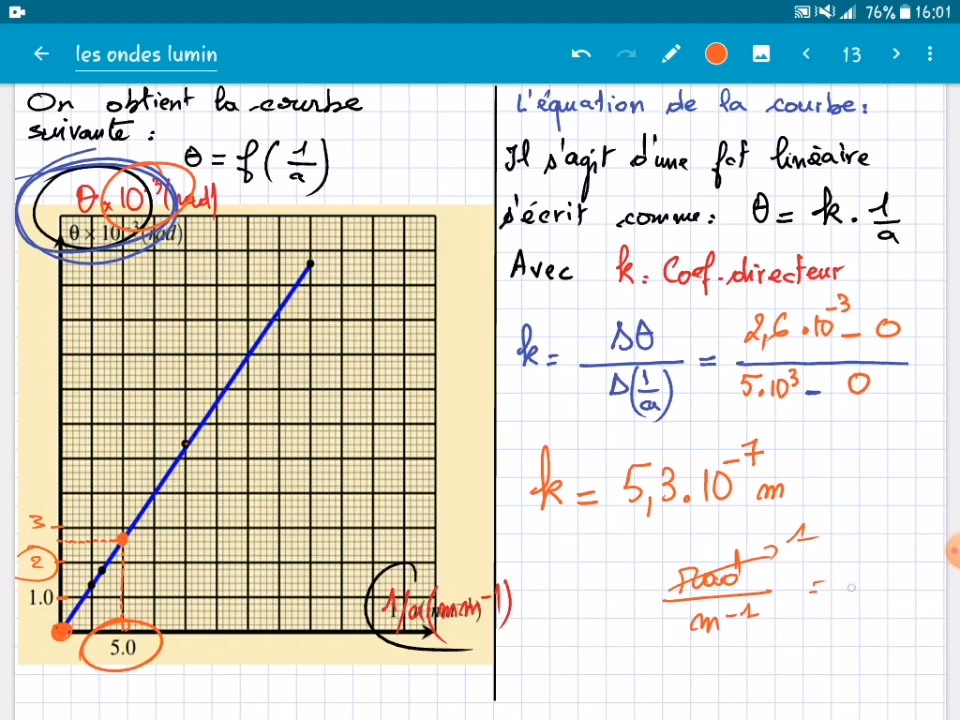 76% 16:01
les ondes lumin
13
On obtient la courbe
suivante :
θ = f(1/a)
θ × 10⁻³ (rad)
θ × 10⁻³ (rad)
3
2
1.0
5.0
1/a (mm⁻¹)
L'équation de la courbe :
Il s'agit d'une fct linéaire
s'écrit comme : θ = k . 1/a
Avec k : Coef. directeur
k = Δθ / Δ(1/a) = 2,6 . 10⁻³ - 0 / 5.10³ - 0
k = 5,3.10⁻⁷ m
rad 1 / m⁻¹ =